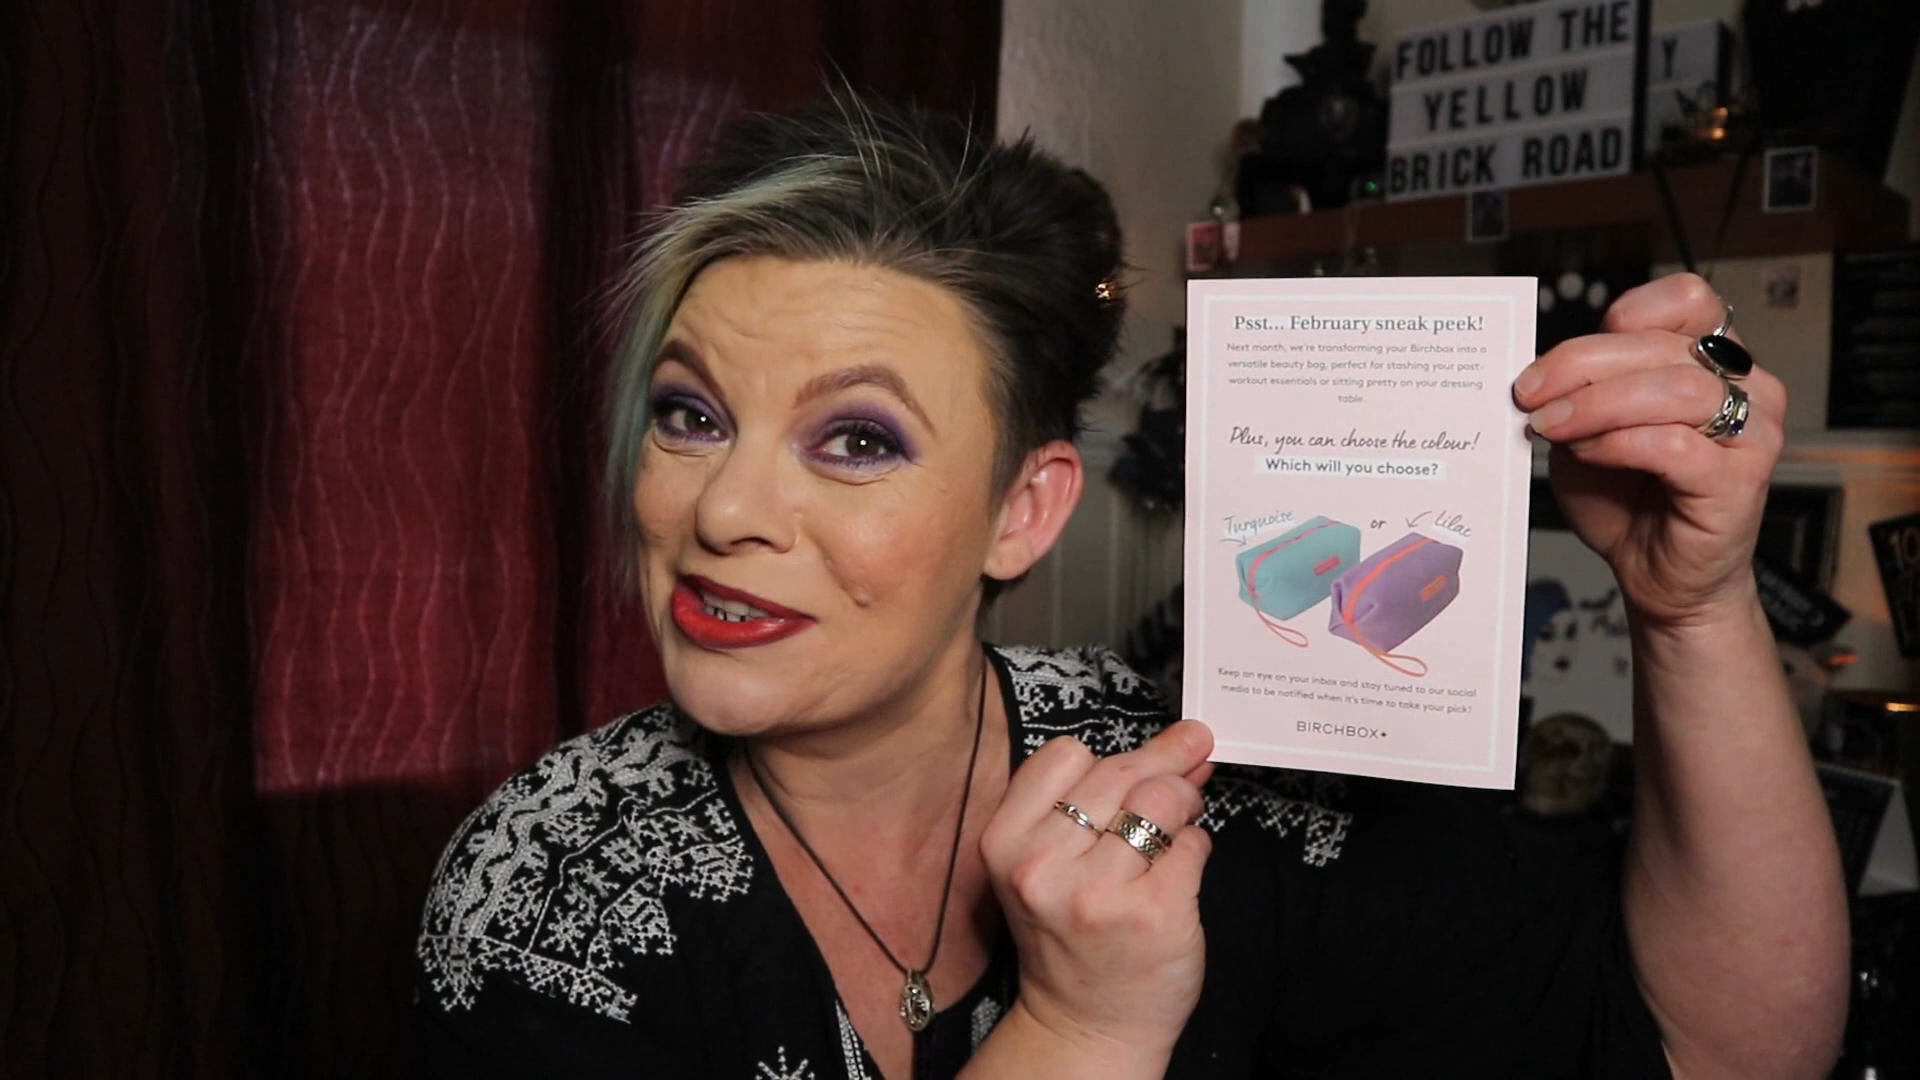 FOLLOW THE
YELLOW
BRICK ROAD
Y
Psst... February sneak peek!
Next month, we're transforming your Birchbox into a
versatile beauty bag, perfect for stashing your post-
workout essentials or sitting pretty on your dressing
table.
Plus, you can choose the colour!
Which will you choose?
Turquoise
or
Lilac
Keep an eye on your inbox and stay tuned to our social
media to be notified when it's time to take your pick!
BIRCHBOX